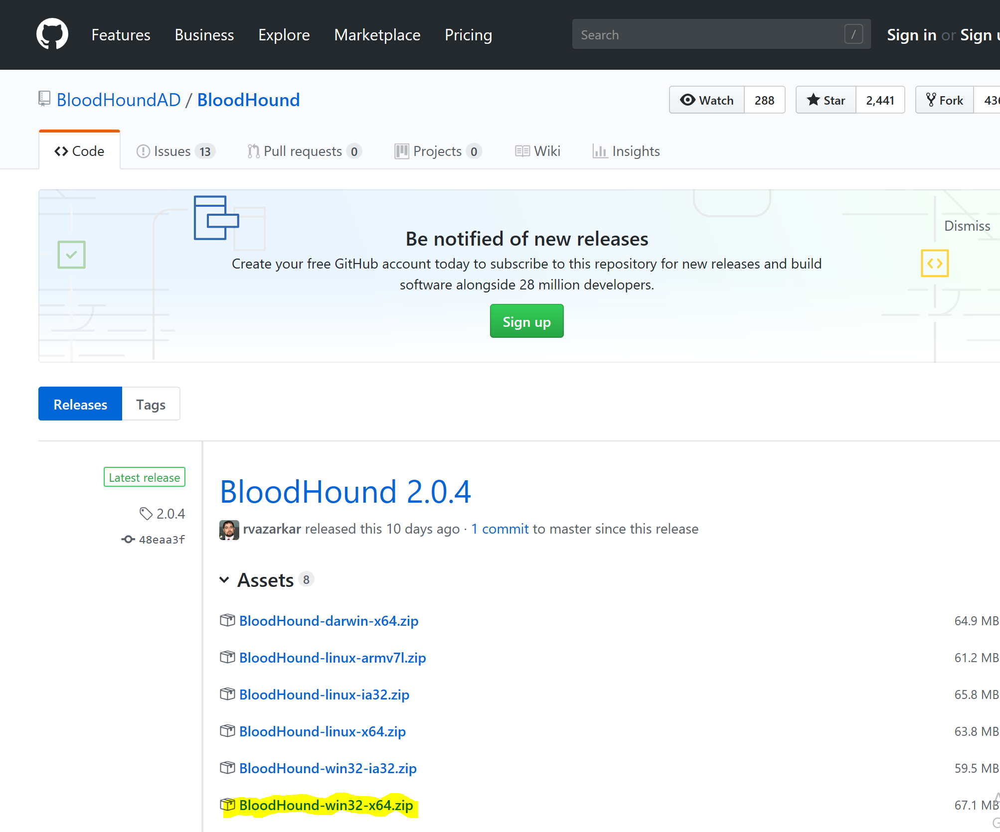 Features Business Explore Marketplace Pricing Search / Sign in or Sign
BloodHoundAD / BloodHound Watch 288 Star 2,441 Fork
Code Issues 13 Pull requests 0 Projects 0 Wiki Insights
Dismiss
Be notified of new releases
Create your free GitHub account today to subscribe to this repository for new releases and build
software alongside 28 million developers.
Sign up
Releases Tags
Latest release
2.0.4
48eaa3f
BloodHound 2.0.4
rvazarkar released this 10 days ago · 1 commit to master since this release
Assets 8
BloodHound-darwin-x64.zip 64.9 MB
BloodHound-linux-armv7l.zip 61.2 MB
BloodHound-linux-ia32.zip 65.8 MB
BloodHound-linux-x64.zip 63.8 MB
BloodHound-win32-ia32.zip 59.5 MB
BloodHound-win32-x64.zip 67.1 MB